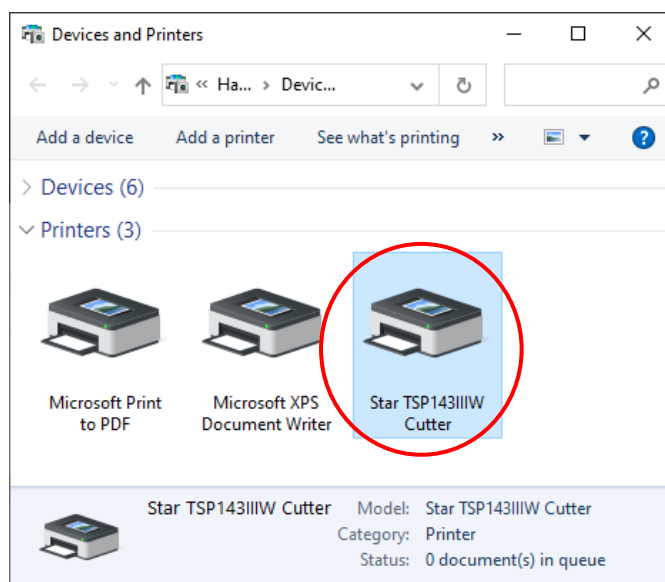 Devices and Printers
« Ha... › Devic...
Add a device Add a printer See what's printing »
Devices (6)
Printers (3)
Microsoft Print
to PDF
Microsoft XPS
Document Writer
Star TSP143IIIW
Cutter
Star TSP143IIIW Cutter Model: Star TSP143IIIW Cutter
Category: Printer
Status: 0 document(s) in queue